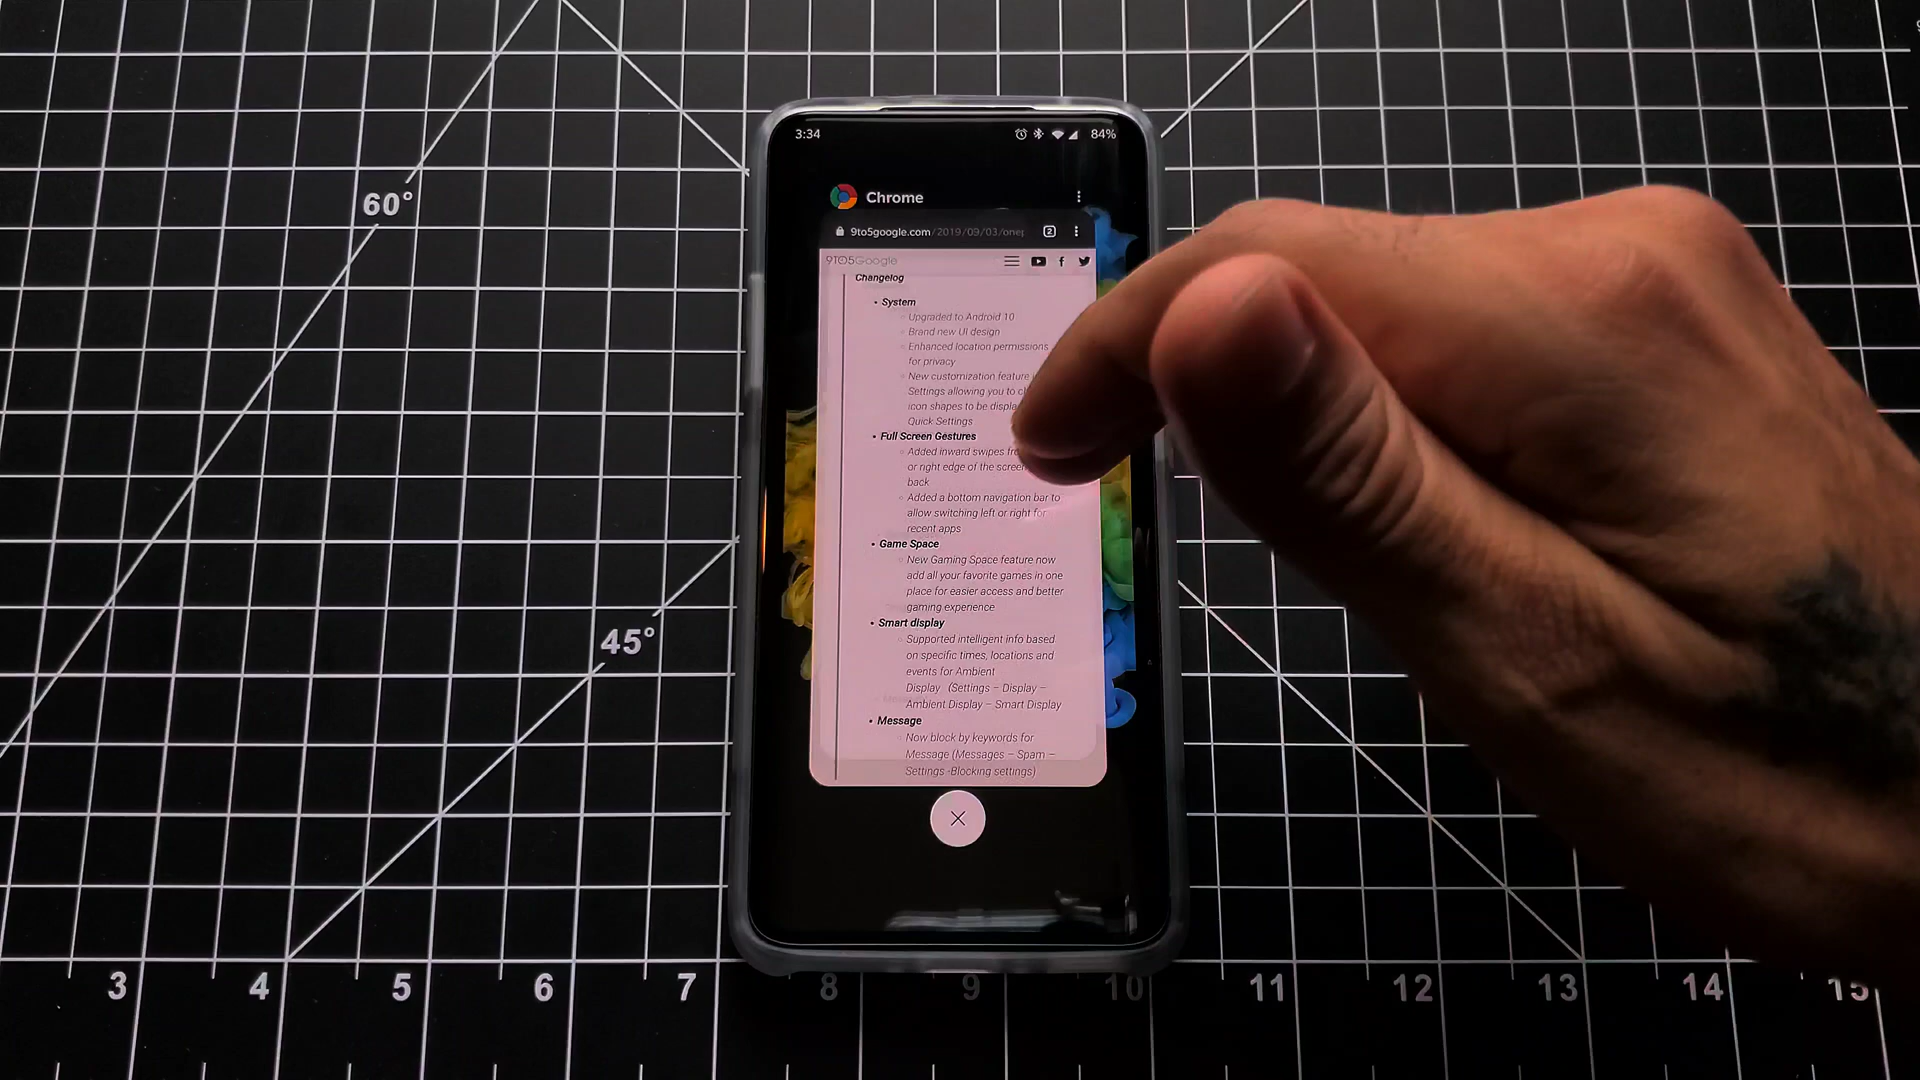 3:34
84%
Chrome
9to5google.com/2019/09/03/onep
2
9TO5Google
Changelog
• System
Upgraded to Android 10
Brand new UI design
Enhanced location permissions
for privacy
New customization feature
Settings allowing you to
icon shapes to be
Quick Settings
• Full Screen Gestures
Added inward swipes
or right edge of the screen
back
Added a bottom navigation bar to
allow switching left or right for
recent apps
• Game Space
New Gaming Space feature now
add all your favorite games in one
place for easier access and better
gaming experience
• Smart display
Supported intelligent info based
on specific times, locations and
events for Ambient
Display (Settings – Display –
Ambient Display – Smart Display
• Message
Now block by keywords for
Message (Messages – Spam –
Settings -Blocking settings)
60°
45°
3 4 5 6 7 8 9 10 11 12 13 14 15